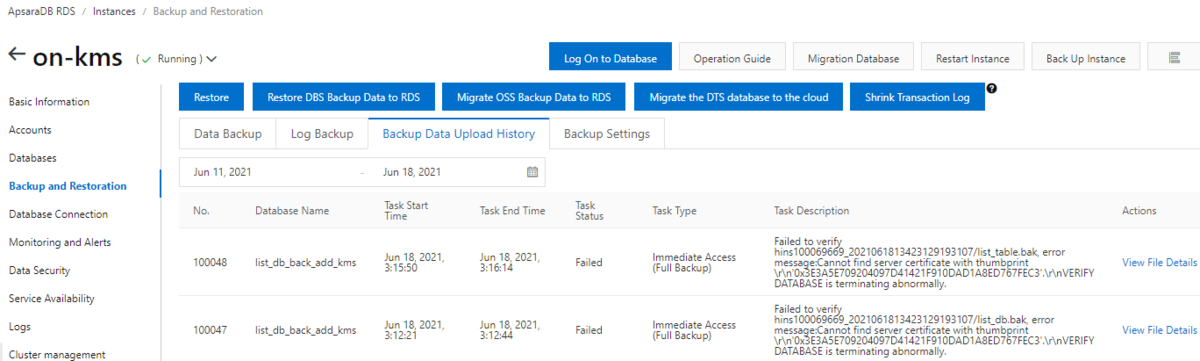 ApsaraDB RDS / Instances / Backup and Restoration
on-kms ( Running )
Log On to Database
Operation Guide
Migration Database
Restart Instance
Back Up Instance
Basic Information
Accounts
Databases
Backup and Restoration
Database Connection
Monitoring and Alerts
Data Security
Service Availability
Logs
Cluster management
Restore
Restore DBS Backup Data to RDS
Migrate OSS Backup Data to RDS
Migrate the DTS database to the cloud
Shrink Transaction Log
?
Data Backup
Log Backup
Backup Data Upload History
Backup Settings
Jun 11, 2021 - Jun 18, 2021
No.
Database Name
Task Start
Time
Task End Time
Task
Status
Task Type
Task Description
Actions
100048
list_db_back_add_kms
Jun 18, 2021,
3:15:50
Jun 18, 2021,
3:16:14
Failed
Immediate Access
(Full Backup)
Failed to verify
hins100069669_20210618134231291931​07/list_table.bak, error
message:Cannot find server certificate with thumbprint
\r\n'0x3E3A5E709204097D41421F910DAD1A8ED767FEC3'.\r\nVERIFY
DATABASE is terminating abnormally.
View File Details
100047
list_db_back_add_kms
Jun 18, 2021,
3:12:21
Jun 18, 2021,
3:12:44
Failed
Immediate Access
(Full Backup)
Failed to verify
hins100069669_20210618134231291931​07/list_db.bak, error
message:Cannot find server certificate with thumbprint
\r\n'0x3E3A5E709204097D41421F910DAD1A8ED767FEC3'.\r\nVERIFY
DATABASE is terminating abnormally.
View File Details